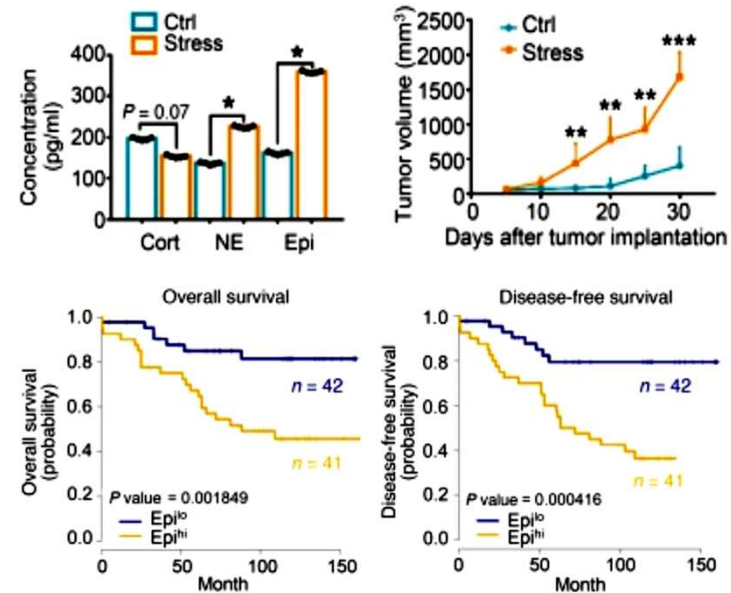 Ctrl
Stress
Concentration
(pg/ml)
400
300
200
100
0
P = 0.07
*
*
Cort NE Epi
Tumor volume (mm³)
2500
2000
1500
1000
500
0
Ctrl
Stress
**
**
**
***
0 10 20 30
Days after tumor implantation
Overall survival
Overall survival
(probability)
1.0
0.8
0.6
0.4
0.2
0.0
n = 42
n = 41
P value = 0.001849
Epiˡᵒ
Epiʰⁱ
0 50 100 150
Month
Disease-free survival
Disease-free survival
(probability)
1.0
0.8
0.6
0.4
0.2
0.0
n = 42
n = 41
P value = 0.000416
Epiˡᵒ
Epiʰⁱ
0 50 100 150
Month